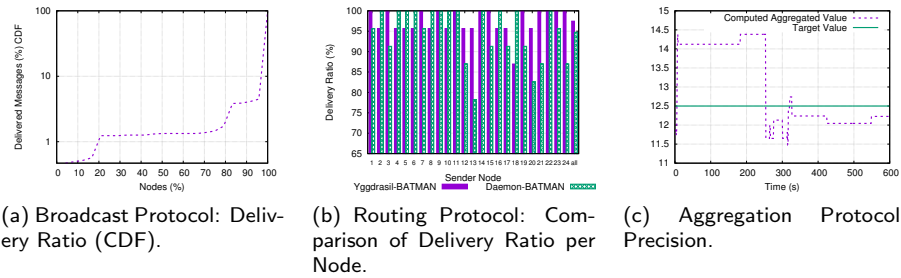 Delivered Messages (%) CDF
100
10
1
0 10 20 30 40 50 60 70 80 90 100
Nodes (%)
(a) Broadcast Protocol: Deliv-
ery Ratio (CDF).
Delivery Ratio (%)
100
95
90
85
80
75
70
65
1 2 3 4 5 6 7 8 9 10 11 12 13 14 15 16 17 18 19 20 21 22 23 24 all
Sender Node
Yggdrasil-BATMAN Daemon-BATMAN
(b) Routing Protocol: Com-
parison of Delivery Ratio per
Node.
15
14.5
14
13.5
13
12.5
12
11.5
11
Computed Aggregated Value
Target Value
0 100 200 300 400 500 600
Time (s)
(c) Aggregation Protocol
Precision.